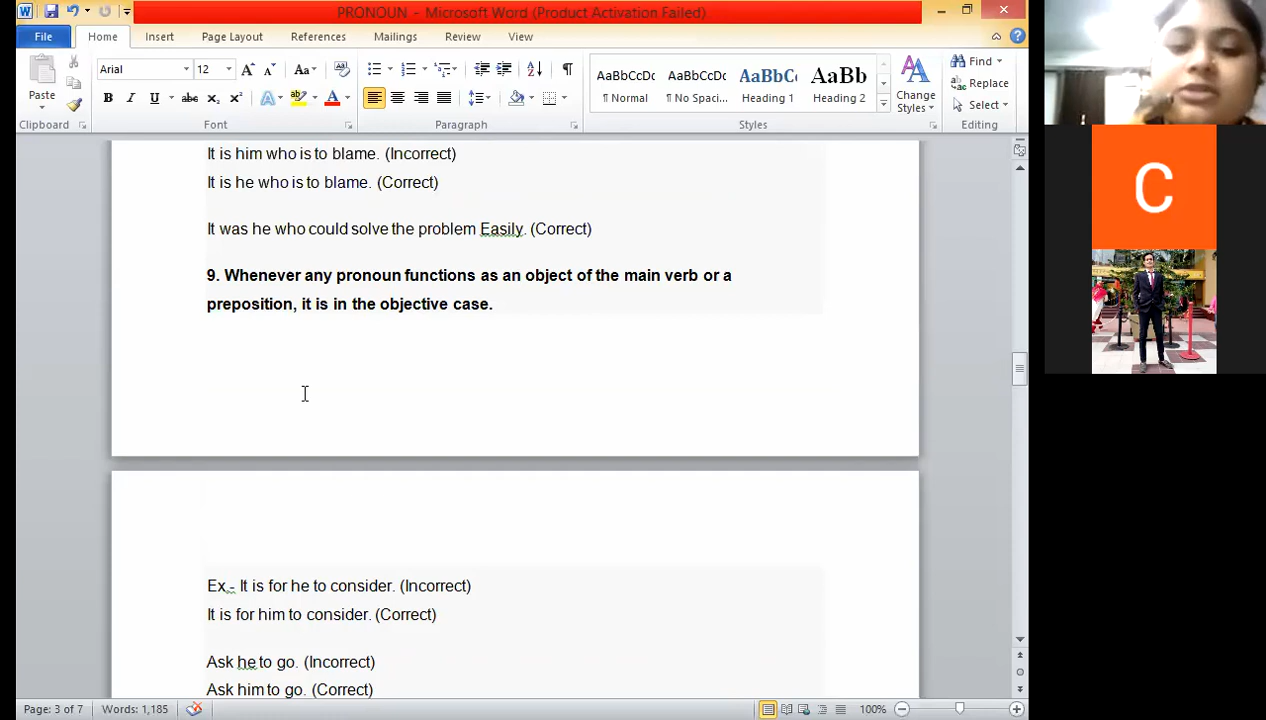 PRONOUN - Microsoft Word (Product Activation Failed)
File Home Insert Page Layout References Mailings Review View
Paste
Arial 12
Clipboard Font Paragraph Styles Editing
AaBbCcDc AaBbCcDc AaBbCc AaBb
¶ Normal ¶ No Spaci... Heading 1 Heading 2
Change Styles
Find
Replace
Select
It is him who is to blame. (Incorrect)
It is he who is to blame. (Correct)
It was he who could solve the problem Easily. (Correct)
9. Whenever any pronoun functions as an object of the main verb or a
preposition, it is in the objective case.
Ex.- It is for he to consider. (Incorrect)
It is for him to consider. (Correct)
Ask he to go. (Incorrect)
Ask him to go. (Correct)
Page: 3 of 7 Words: 1,185 100%
C